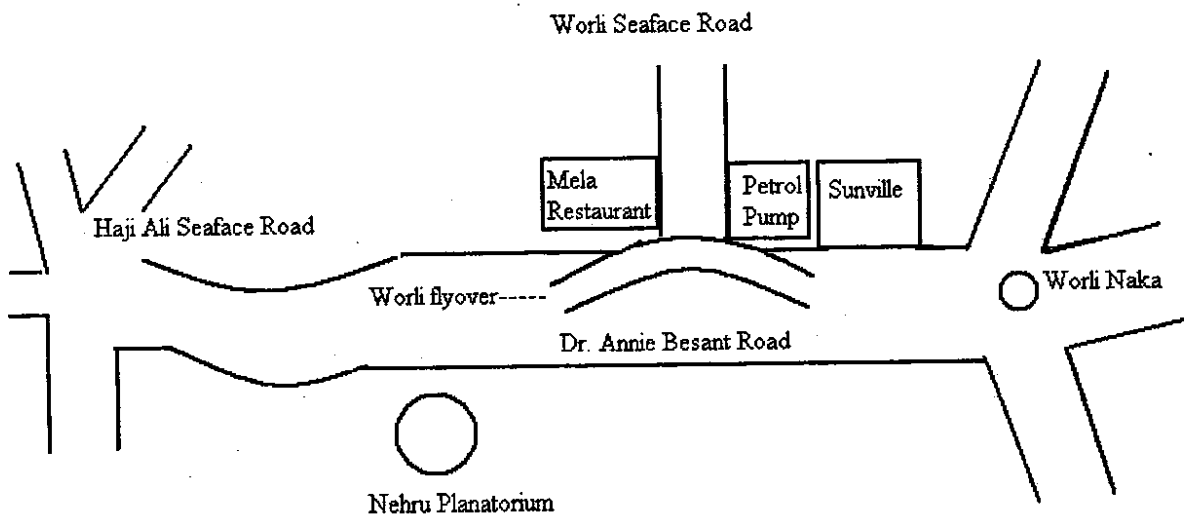 Worli Seaface Road
Mela
Restaurant
Petrol
Pump
Sunville
Haji Ali Seaface Road
Worli flyover-----
Worli Naka
Dr. Annie Besant Road
Nehru Planatorium